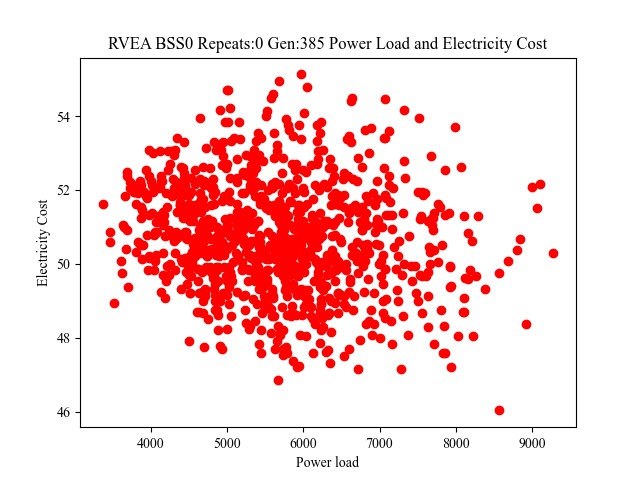 RVEA BSS0 Repeats:0 Gen:385 Power Load and Electricity Cost
54
52
50
48
46
Electricity Cost
4000 5000 6000 7000 8000 9000
Power load